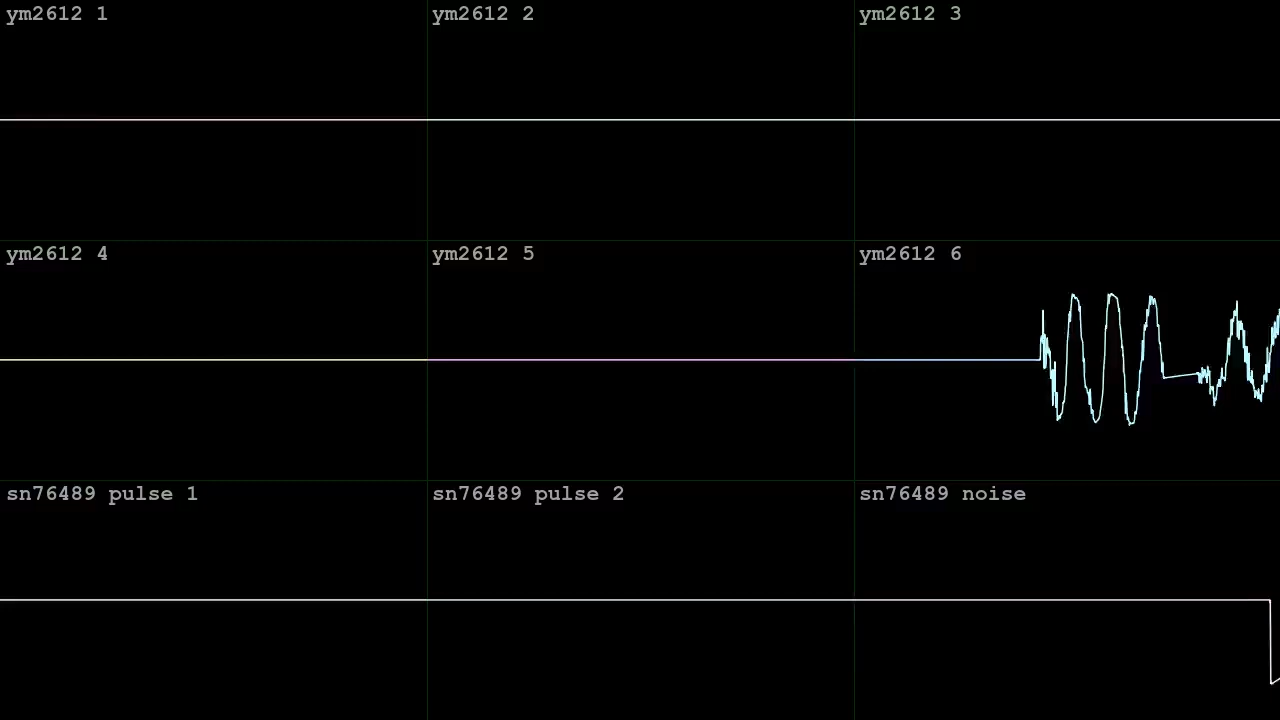 ym2612 1
ym2612 2
ym2612 3
ym2612 4
ym2612 5
ym2612 6
sn76489 pulse 1
sn76489 pulse 2
sn76489 noise